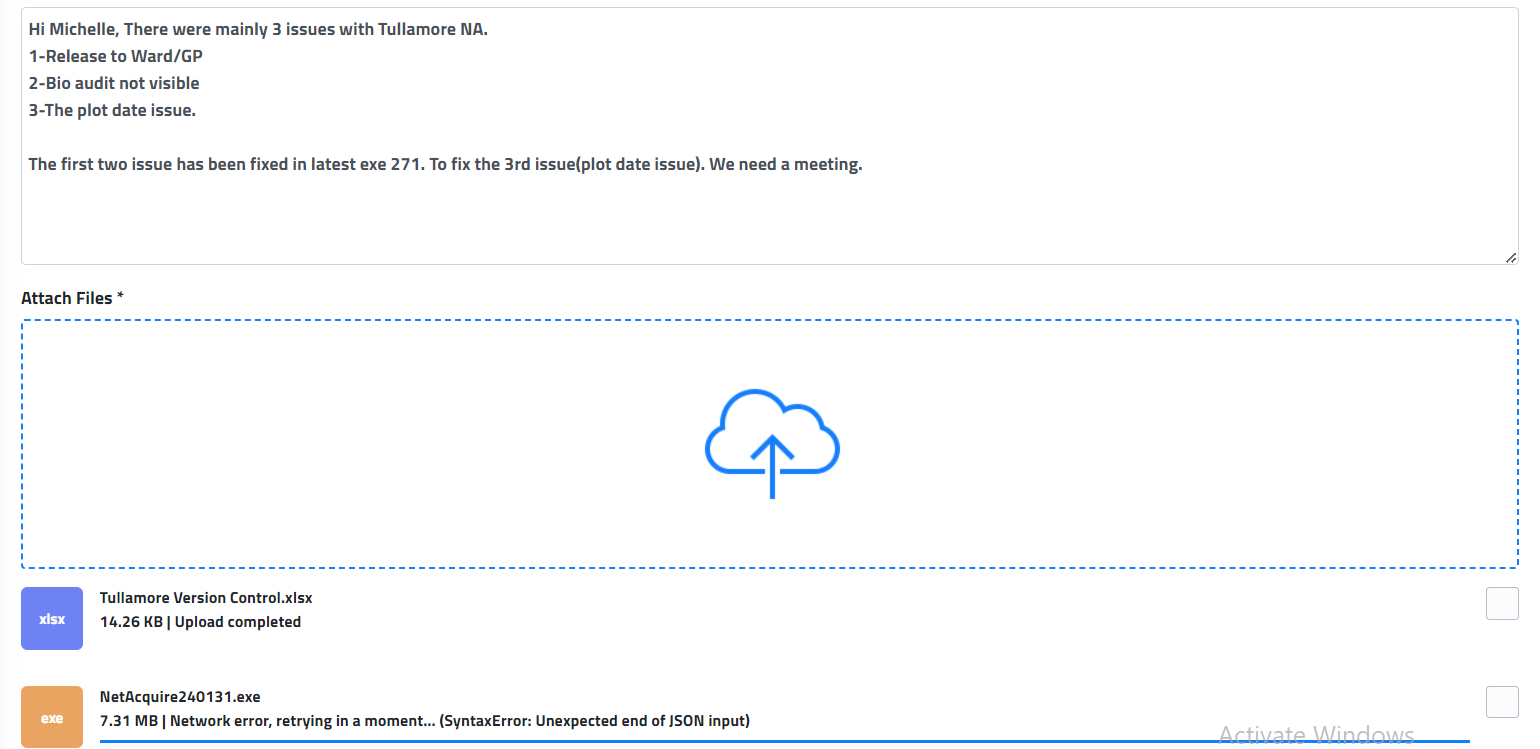 Hi Michelle, There were mainly 3 issues with Tullamore NA.
1-Release to Ward/GP
2-Bio audit not visible
3-The plot date issue.
The first two issue has been fixed in latest exe 271. To fix the 3rd issue(plot date issue). We need a meeting.
Attach Files *
xlsx
Tullamore Version Control.xlsx
14.26 KB | Upload completed
exe
NetAcquire240131.exe
7.31 MB | Network error, retrying in a moment... (SyntaxError: Unexpected end of JSON input)
Activate Windows